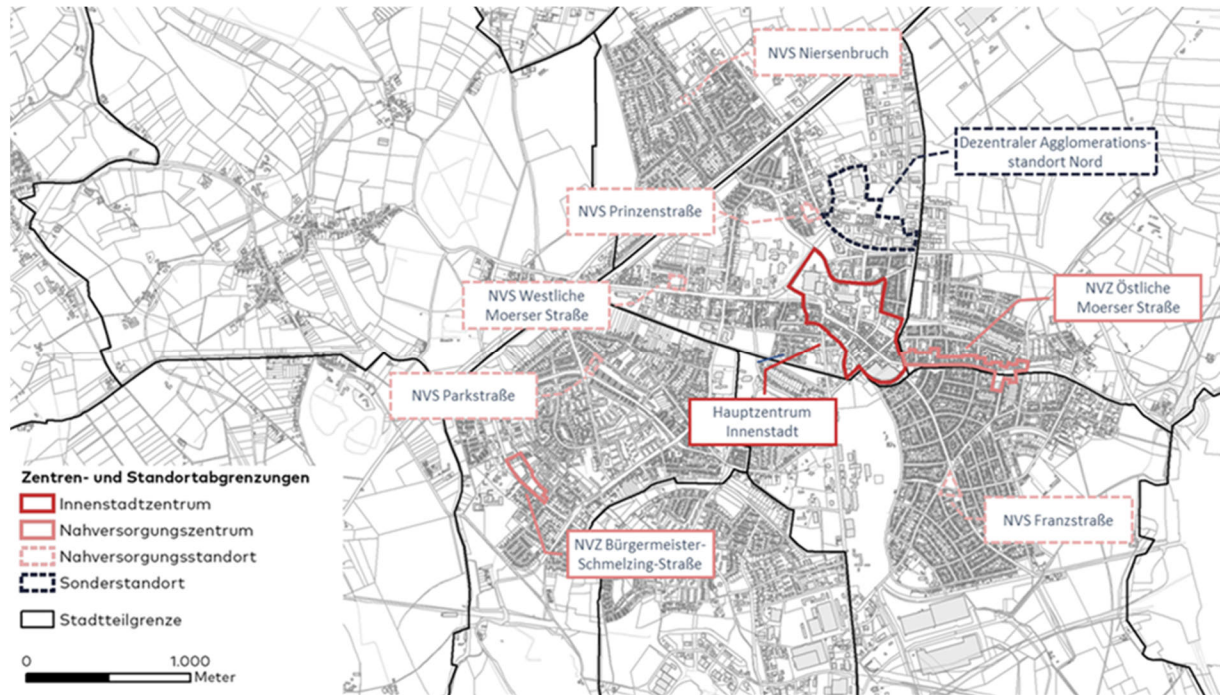 NVS Niersenbruch
Dezentraler Agglomerations-
standort Nord
NVS Prinzenstraße
NVS Westliche
Moerser Straße
NVZ Östliche
Moerser Straße
NVS Parkstraße
Hauptzentrum
Innenstadt
NVS Franzstraße
NVZ Bürgermeister-
Schmelzing-Straße
Zentren- und Standortabgrenzungen
Innenstadtzentrum
Nahversorgungszentrum
Nahversorgungsstandort
Sonderstandort
Stadtteilgrenze
0 1.000
Meter